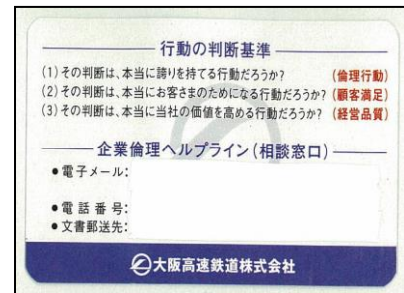 行動の判断基準
(1)その判断は、本当に誇りを持てる行動だろうか? (倫理行動)
(2)その判断は、本当にお客さまのためになる行動だろうか? (顧客満足)
(3)その判断は、本当に当社の価値を高める行動だろうか? (経営品質)
企業倫理ヘルプライン(相談窓口)
●電子メール:
●電話番号:
●文書郵送先:
大阪高速鉄道株式会社